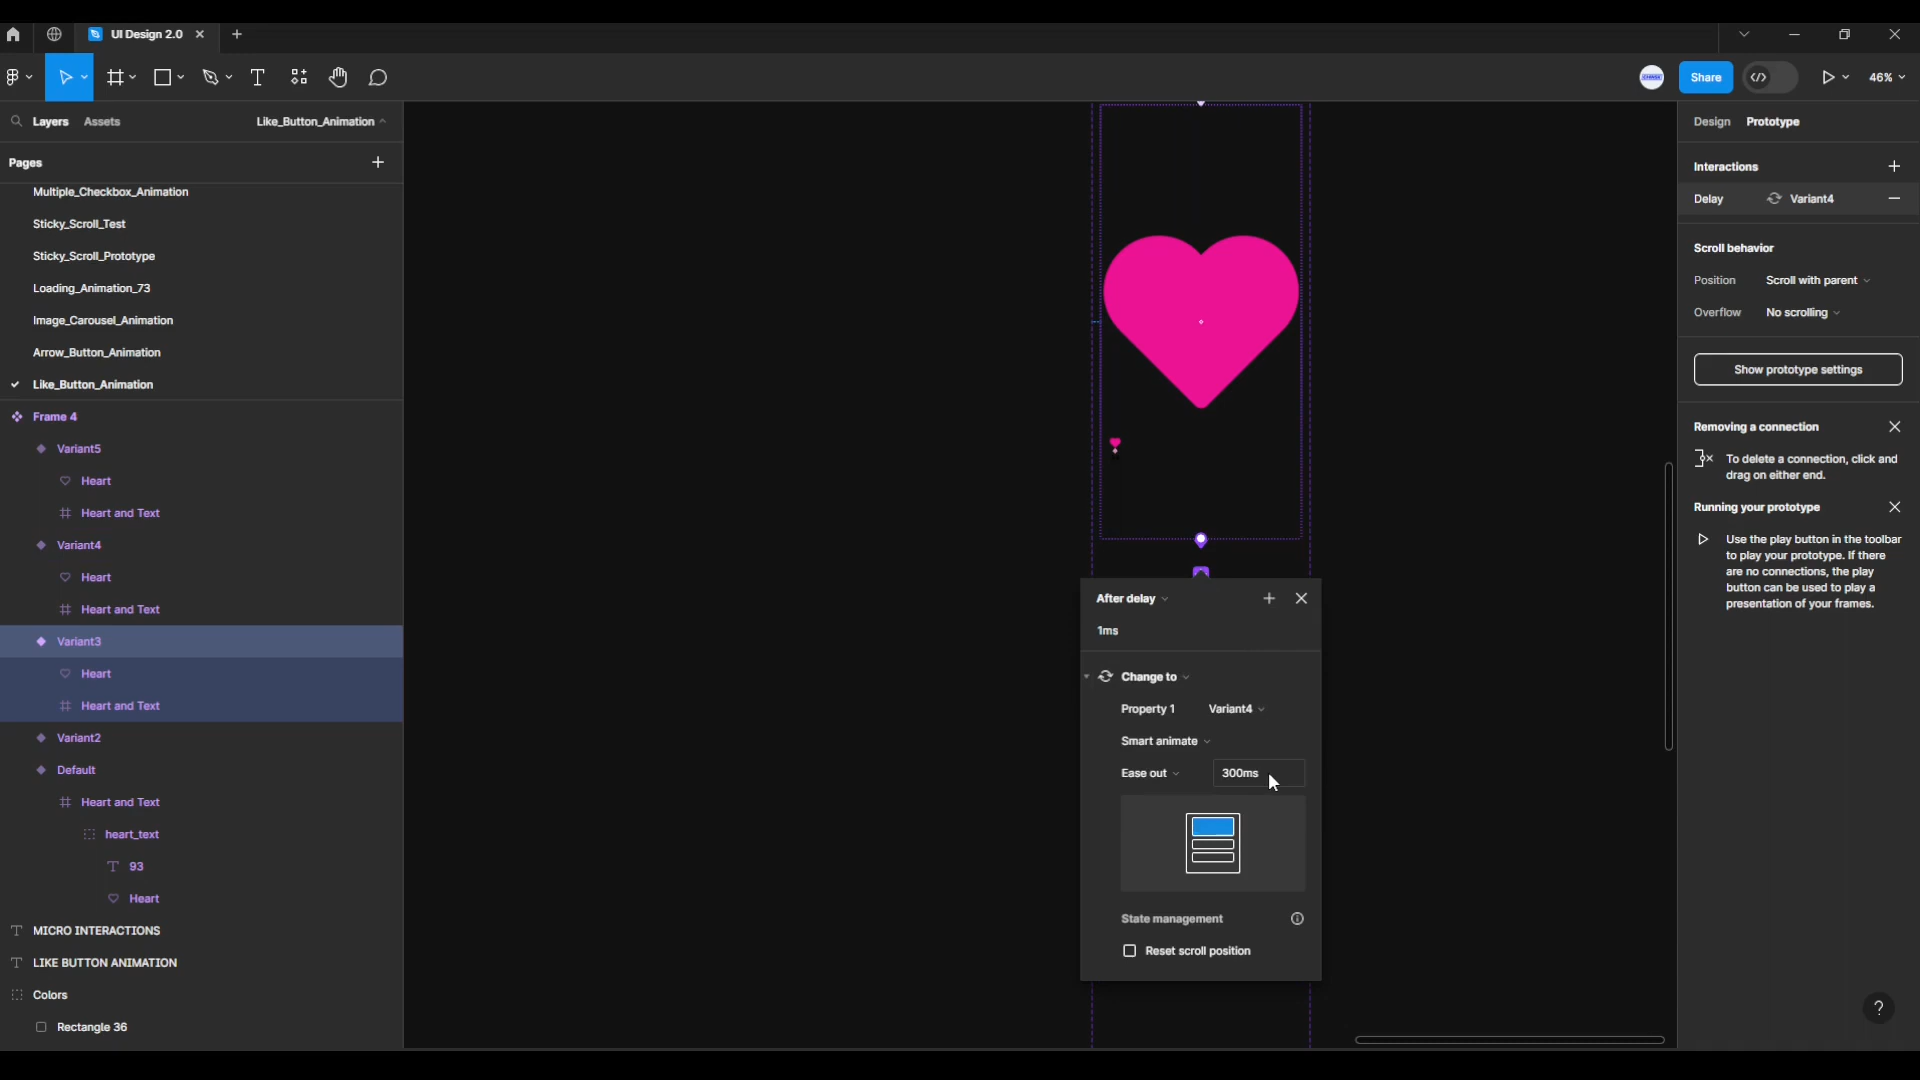 UI Design 2.0
Share
46%
Layers
Assets
Like_Button_Animation
Pages
Multiple_Checkbox_Animation
Sticky_Scroll_Test
Sticky_Scroll_Prototype
Loading_Animation_73
Image_Carousel_Animation
Arrow_Button_Animation
Like_Button_Animation
Frame 4
Variant5
Heart
Heart and Text
Variant4
Heart
Heart and Text
Variant3
Heart
Heart and Text
Variant2
Default
Heart and Text
heart_text
93
Heart
MICRO INTERACTIONS
LIKE BUTTON ANIMATION
Colors
Rectangle 36
After delay
1ms
Change to
Property 1 Variant4
Smart animate
Ease out 300ms
State management
Reset scroll position
Design Prototype
Interactions
Delay Variant4
Scroll behavior
Position Scroll with parent
Overflow No scrolling
Show prototype settings
Removing a connection
To delete a connection, click and
drag on either end.
Running your prototype
Use the play button in the toolbar
to play your prototype. If there
are no connections, the play
button can be used to play a
presentation of your frames.
?